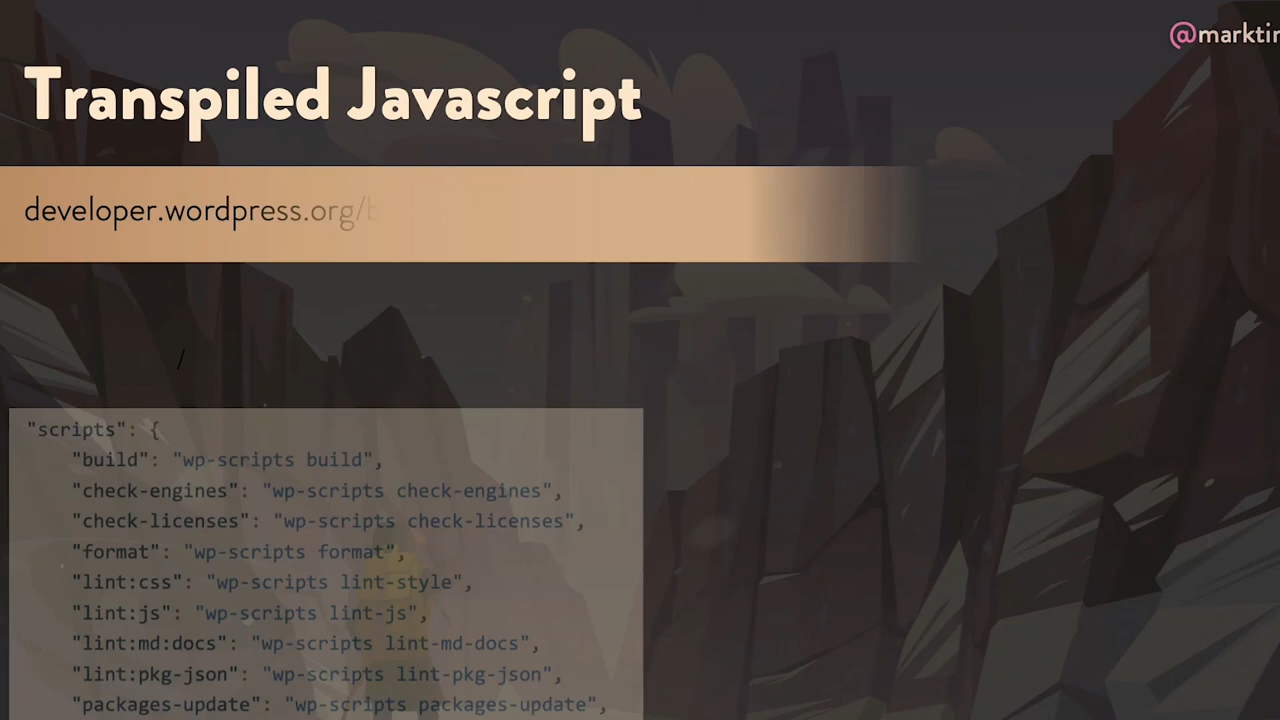 @marktir
Transpiled Javascript
developer.wordpress.org/b
/
"scripts": {
"build": "wp-scripts build",
"check-engines": "wp-scripts check-engines",
"check-licenses": "wp-scripts check-licenses",
"format": "wp-scripts format",
"lint:css": "wp-scripts lint-style",
"lint:js": "wp-scripts lint-js",
"lint:md:docs": "wp-scripts lint-md-docs",
"lint:pkg-json": "wp-scripts lint-pkg-json",
"packages-update": "wp-scripts packages-update",